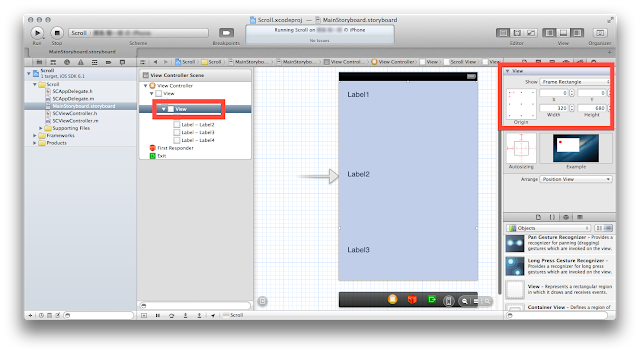 Scroll.xcodeproj — MainStoryboard.storyboard
Run
Stop
Scroll
iPhone
Scheme
Breakpoints
Running Scroll on
iPhone
No Issues
Editor
View
Organizer
MainStoryboard.storyboard
Scroll
1 target, iOS SDK 6.1
Scroll
SCAppDelegate.h
SCAppDelegate.m
MainStoryboard.storyboard
SCViewController.h
SCViewController.m
Supporting Files
Frameworks
Products
Scroll
Scroll
MainStorybo...
MainStorybo...
View Control...
View
Scroll View
View
View Controller Scene
View Controller
View
View
Label – Label2
Label – Label3
Label – Label4
First Responder
Exit
Label1
Label2
Label3
Scroll
View
Show
Frame Rectangle
0
0
X
Y
320
680
Origin
Width
Height
Autosizing
Example
Arrange
Position View
Objects
Pan Gesture Recognizer – Provides a
recognizer for panning (dragging)
gestures which are invoked on the view.
Long Press Gesture Recognizer –
Provides a recognizer for long press
gestures which are invoked on the view.
View – Represents a rectangular region
in which it draws and receives events.
Container View – Defines a region of